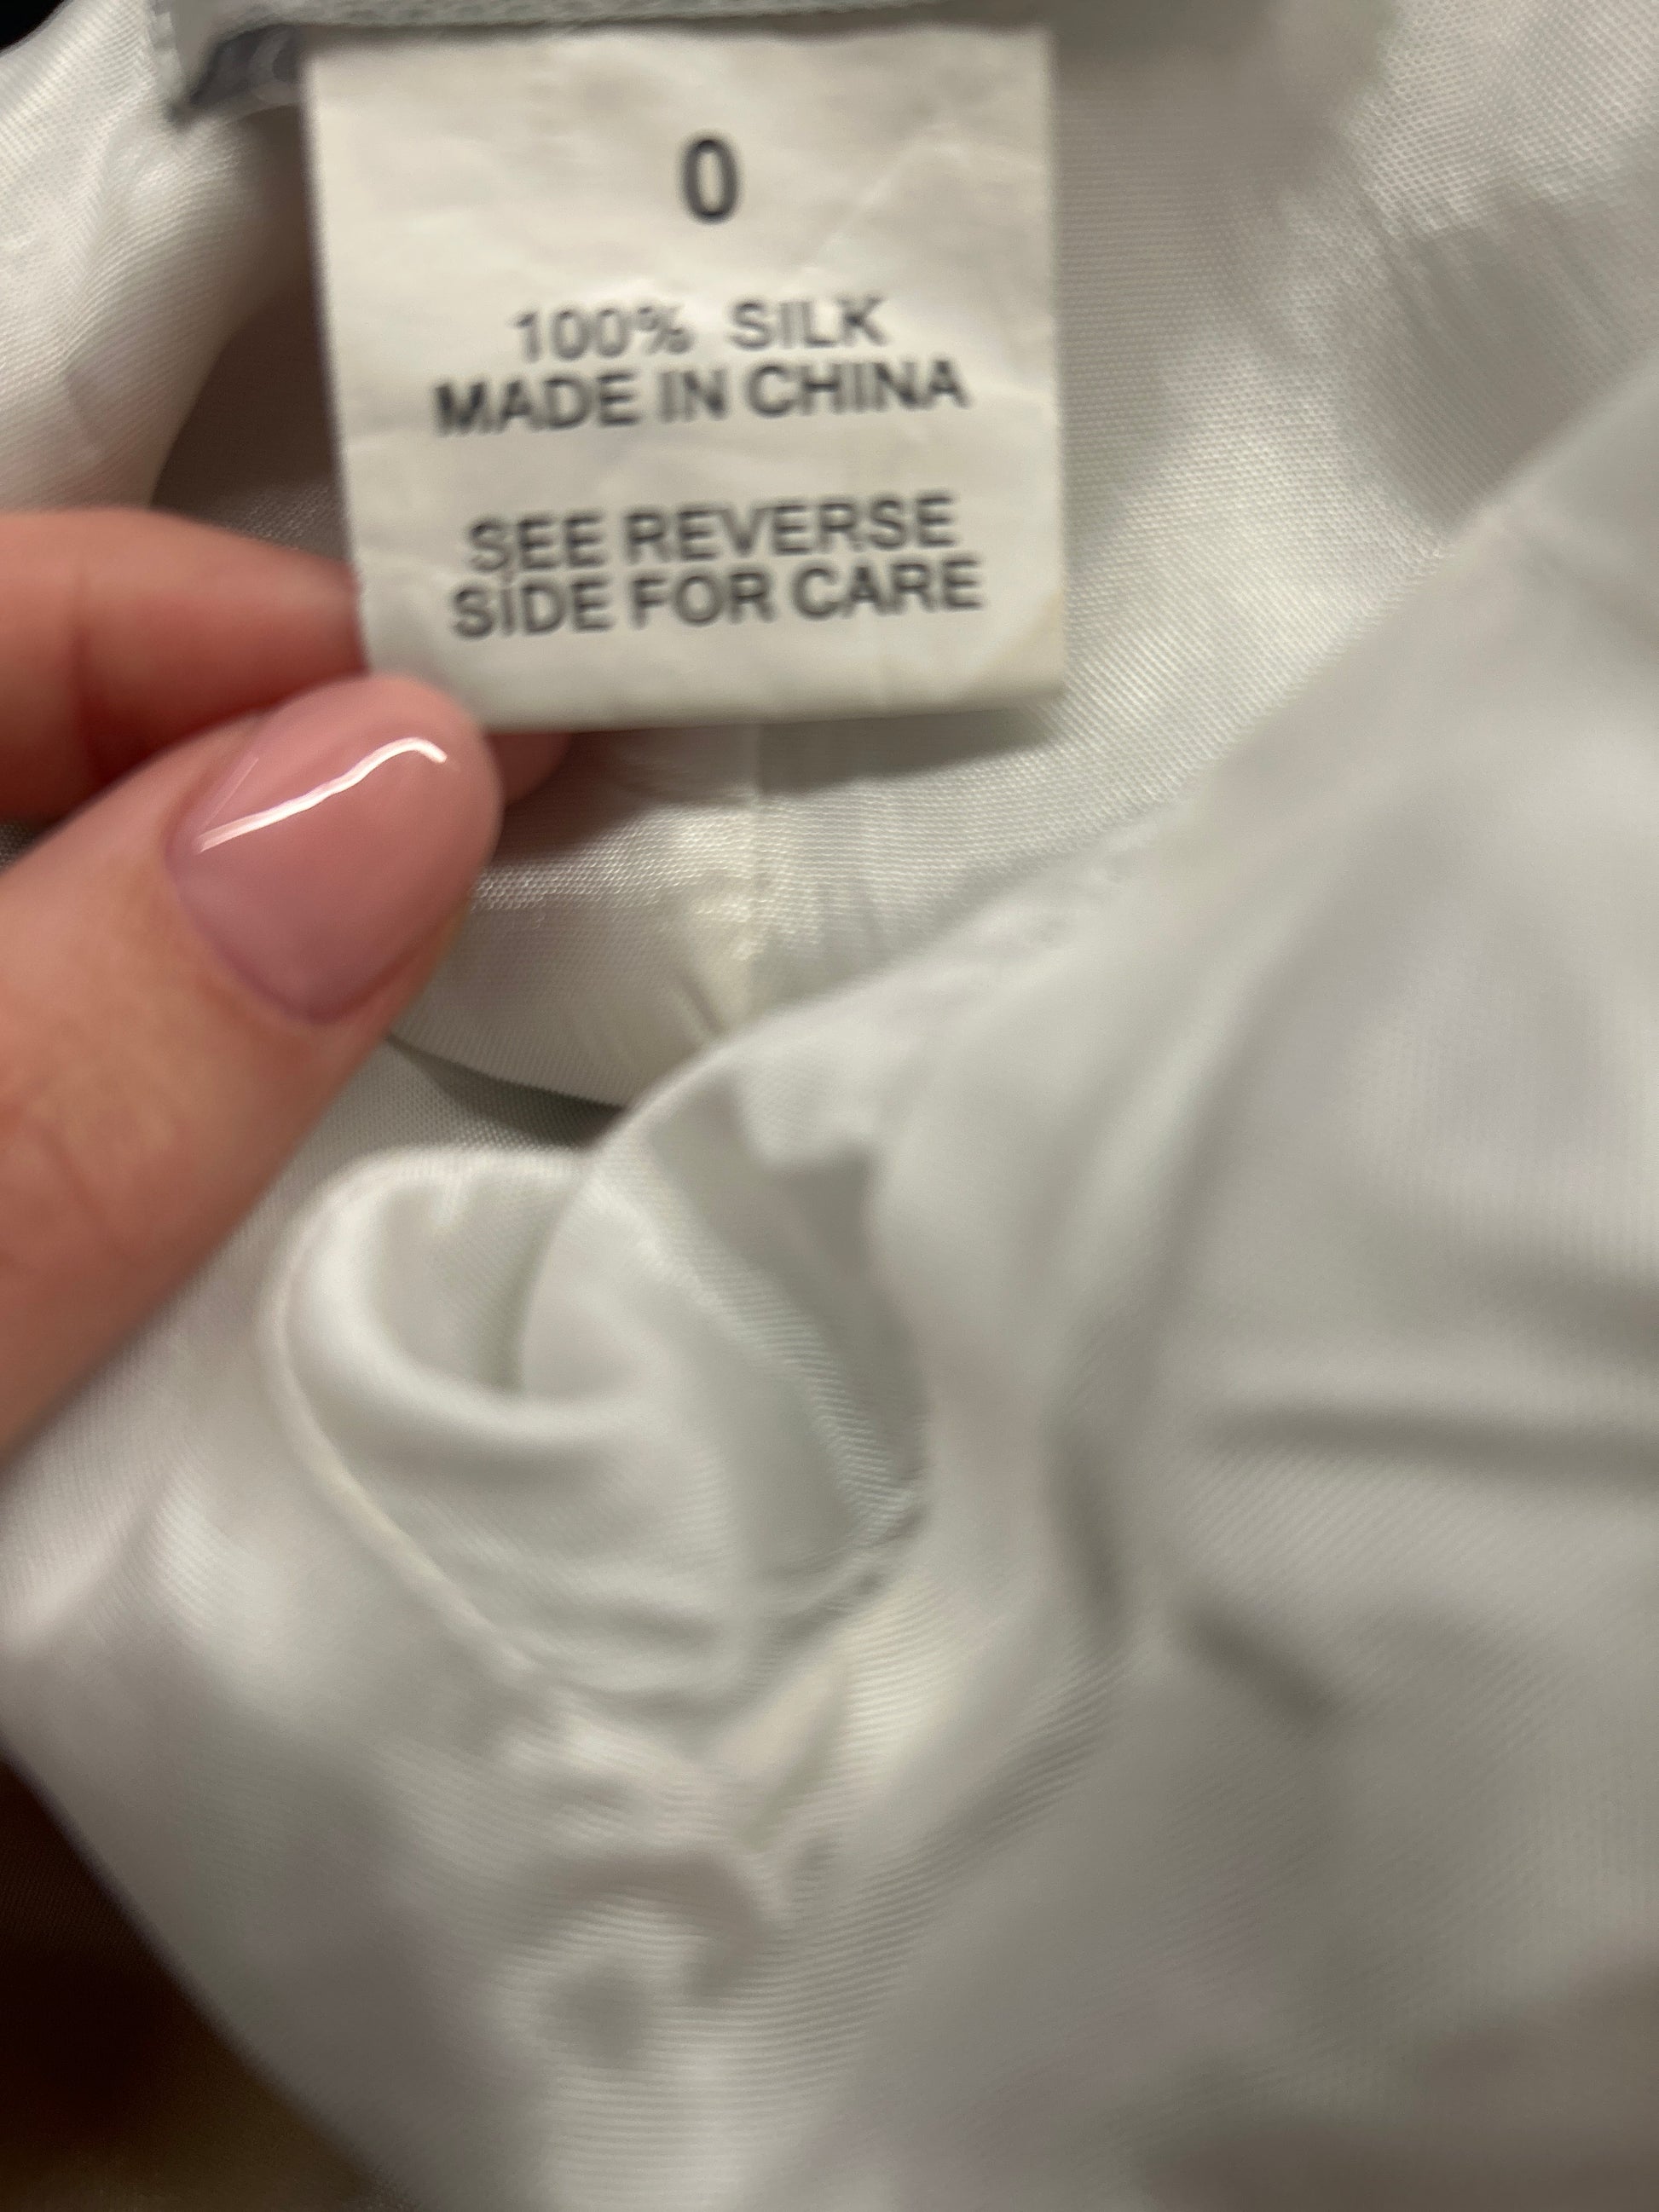 0
100% SILK
MADE IN CHINA
SEE REVERSE
SIDE FOR CARE